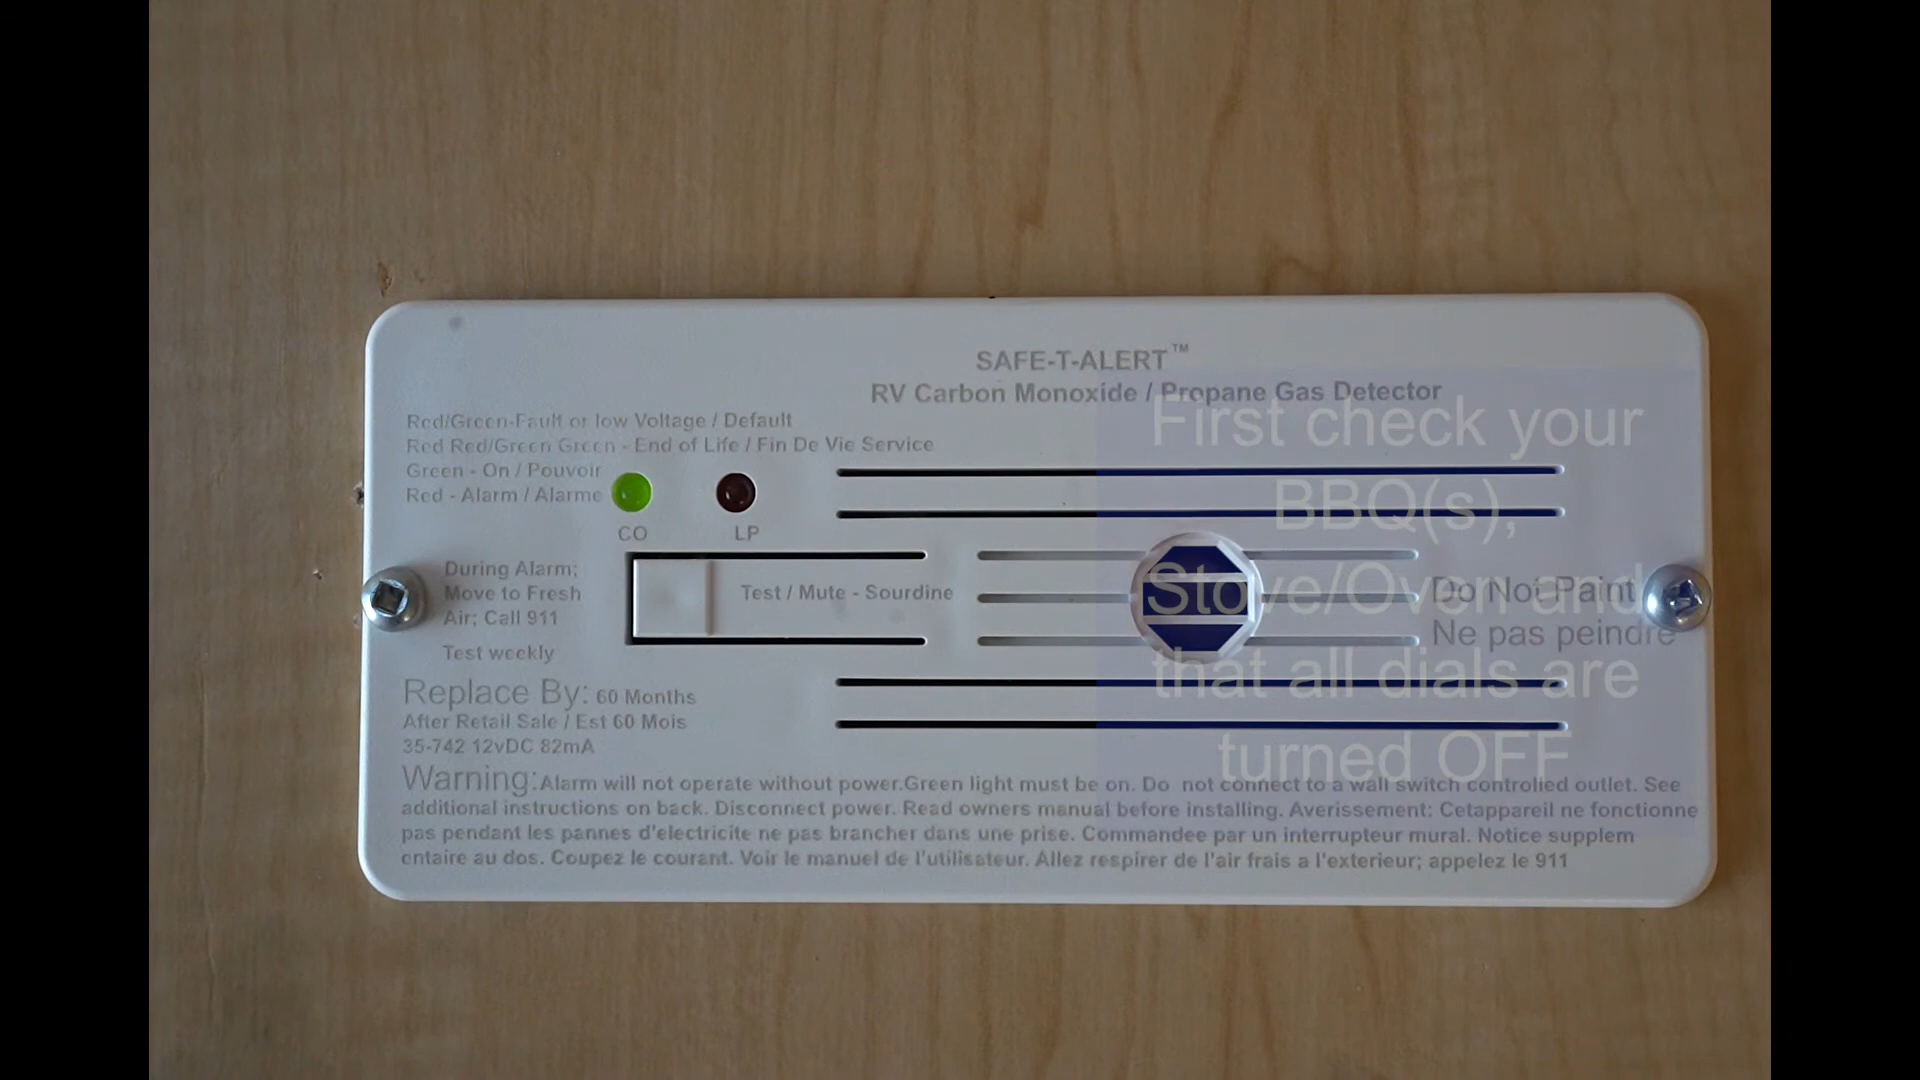 SAFE-T-ALERT™
RV Carbon Monoxide / Propane Gas Detector
Red/Green-Fault or low Voltage / Default
Red Red/Green Green - End of Life / Fin De Vie Service
Green - On / Pouvoir
Red - Alarm / Alarme
CO
LP
During Alarm;
Move to Fresh
Air; Call 911
Test weekly
Test / Mute - Sourdine
Do Not Paint
Ne pas peindre
Replace By: 60 Months
After Retail Sale / Est 60 Mois
35-742 12vDC 82mA
Warning: Alarm will not operate without power.Green light must be on. Do not connect to a wall switch controlled outlet. See
additional instructions on back. Disconnect power. Read owners manual before installing. Averissement: Cetappareil ne fonctionne
pas pendant les pannes d'electricite ne pas brancher dans une prise. Commandee par un interrupteur mural. Notice supplem
entaire au dos. Coupez le courant. Voir le manuel de l'utilisateur. Allez respirer de l'air frais a l'exterieur; appelez le 911
First check your
BBQ(s),
Stove/Oven and
that all dials are
turned OFF